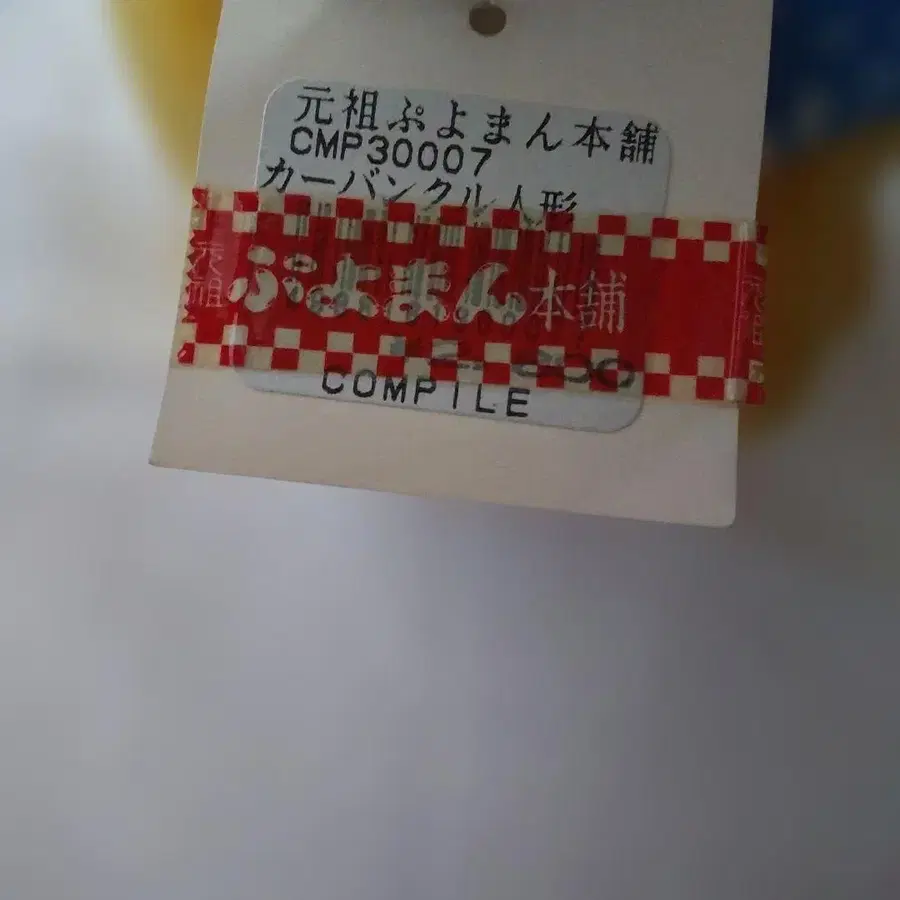 元祖ぷよまん本舗
CMP30007
カーバンクル人形
元祖 ぷよまん本舗 元祖
COMPILE